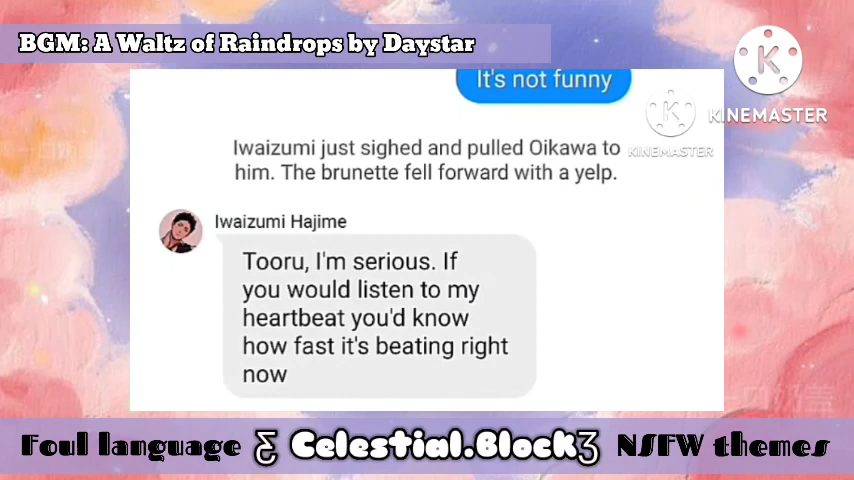 BGM: A Waltz of Raindrops by Daystar
It's not funny
KINEMASTER
KINEMASTER
Iwaizumi just sighed and pulled Oikawa to
him. The brunette fell forward with a yelp.
Iwaizumi Hajime
Tooru, I'm serious. If
you would listen to my
heartbeat you'd know
how fast it's beating right
now
Foul language Ƹ Celestial.Block Ʒ NSFW themes